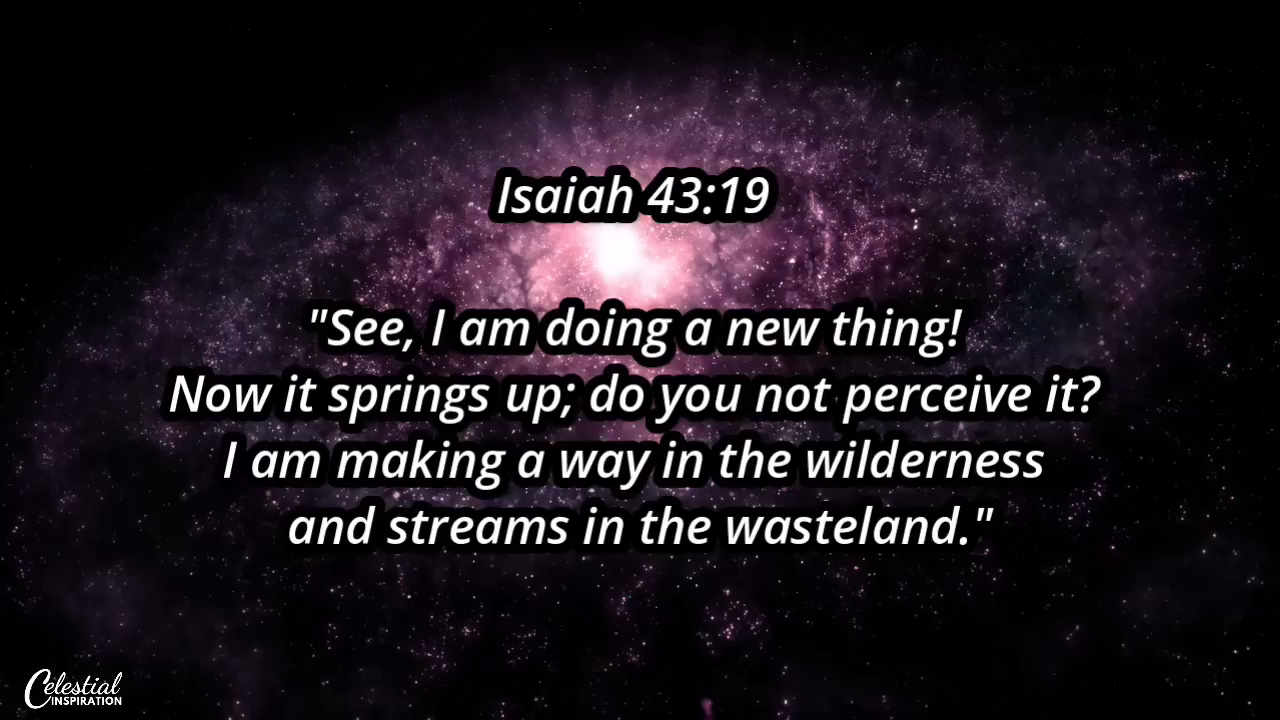 Isaiah 43:19
"See, I am doing a new thing!
Now it springs up; do you not perceive it?
I am making a way in the wilderness
and streams in the wasteland."
Celestial
INSPIRATION